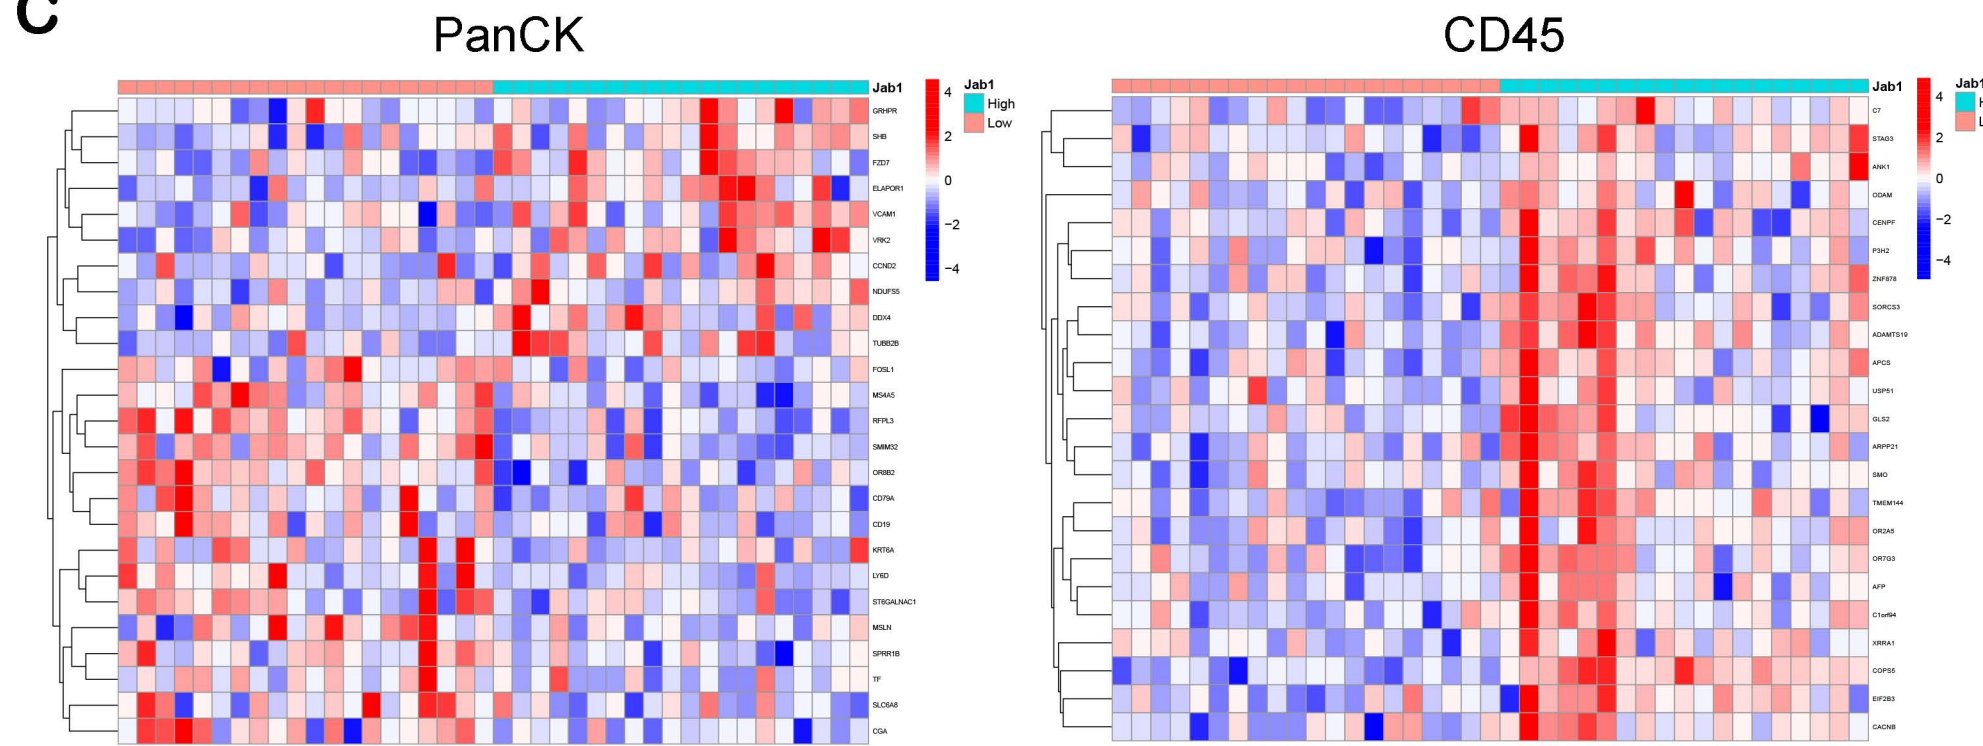 C
PanCK
CD45
Jab1
GRHPR
SHB
FZD7
ELAPOR1
VCAM1
VRK2
CCND2
NDUFS5
DDX4
TUBB2B
FOSL1
MS4A5
RFPL3
SMIM32
OR8B2
CD79A
CD19
KRT6A
LY6D
ST6GALNAC1
MSLN
SPRR1B
TF
SLC6A8
CGA
4
2
0
−2
−4
Jab1
High
Low
Jab1
C7
STAG3
ANK1
ODAM
CENPF
P3H2
ZNF878
SORCS3
ADAMTS19
APCS
USP51
GLS2
ARPP21
SMO
TMEM144
OR2A5
OR7G3
AFP
C1orf94
XRRA1
COPS5
EIF2B3
CACNB
4
2
0
−2
−4
Jab1
H
L